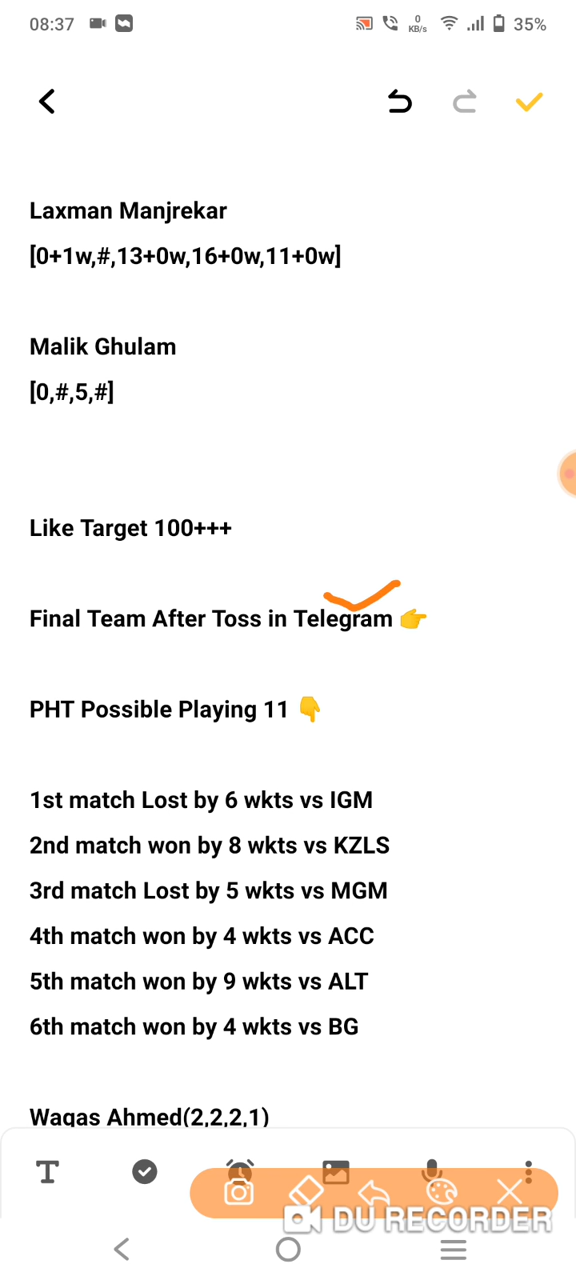 08:37
0
KB/s
35%
Laxman Manjrekar
[0+1w,#,13+0w,16+0w,11+0w]
Malik Ghulam
[0,#,5,#]
Like Target 100+++
Final Team After Toss in Telegram 👉
PHT Possible Playing 11 👇
1st match Lost by 6 wkts vs IGM
2nd match won by 8 wkts vs KZLS
3rd match Lost by 5 wkts vs MGM
4th match won by 4 wkts vs ACC
5th match won by 9 wkts vs ALT
6th match won by 4 wkts vs BG
Waqas Ahmed(2,2,2,1)
T
DU RECORDER